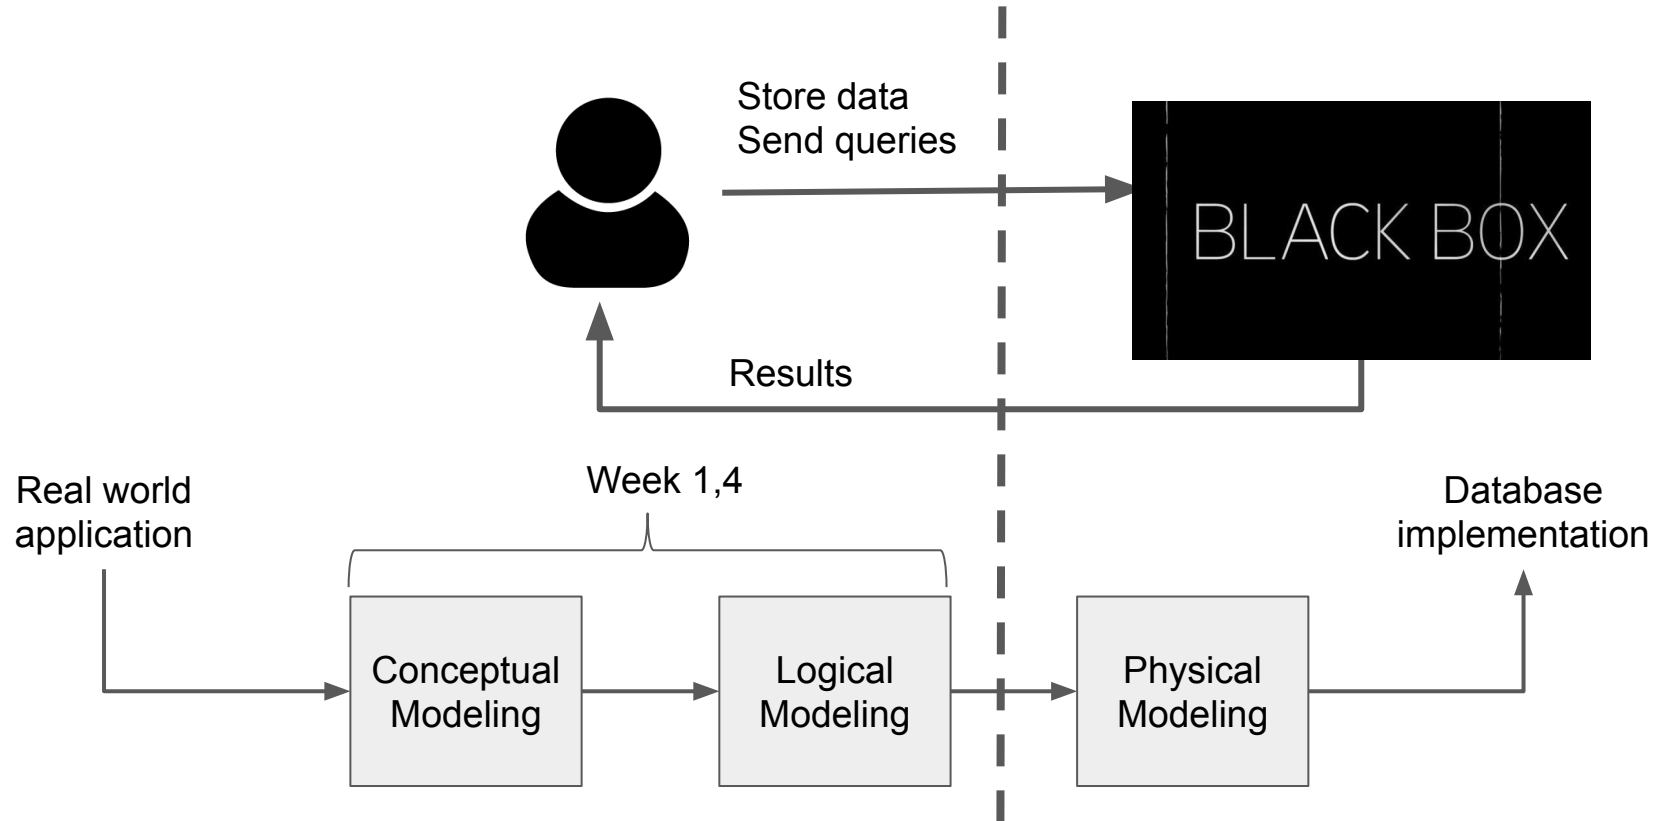 Store data
Send queries
BLACK BOX
Results
Week 1,4
Real world
application
Database
implementation
Conceptual
Modeling
Logical
Modeling
Physical
Modeling